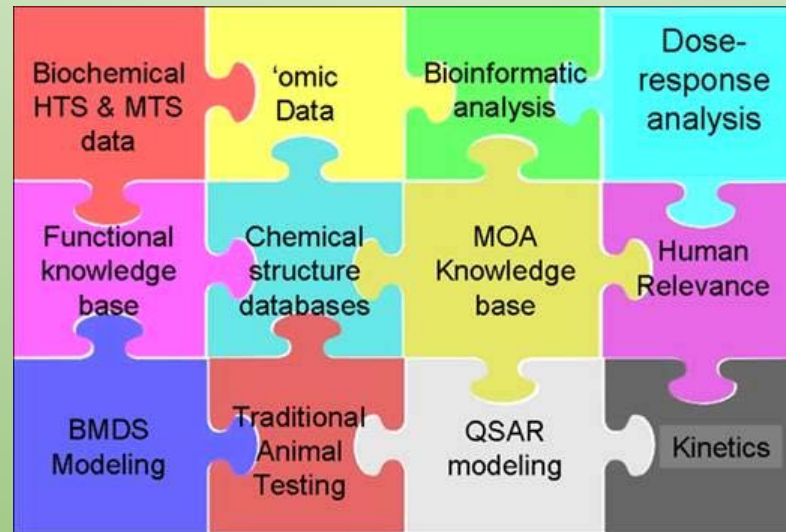 Biochemical
HTS & MTS
data
‘omic
Data
Bioinformatic
analysis
Dose-
response
analysis
Functional
knowledge
base
Chemical
structure
databases
MOA
Knowledge
base
Human
Relevance
BMDS
Modeling
Traditional
Animal
Testing
QSAR
modeling
Kinetics